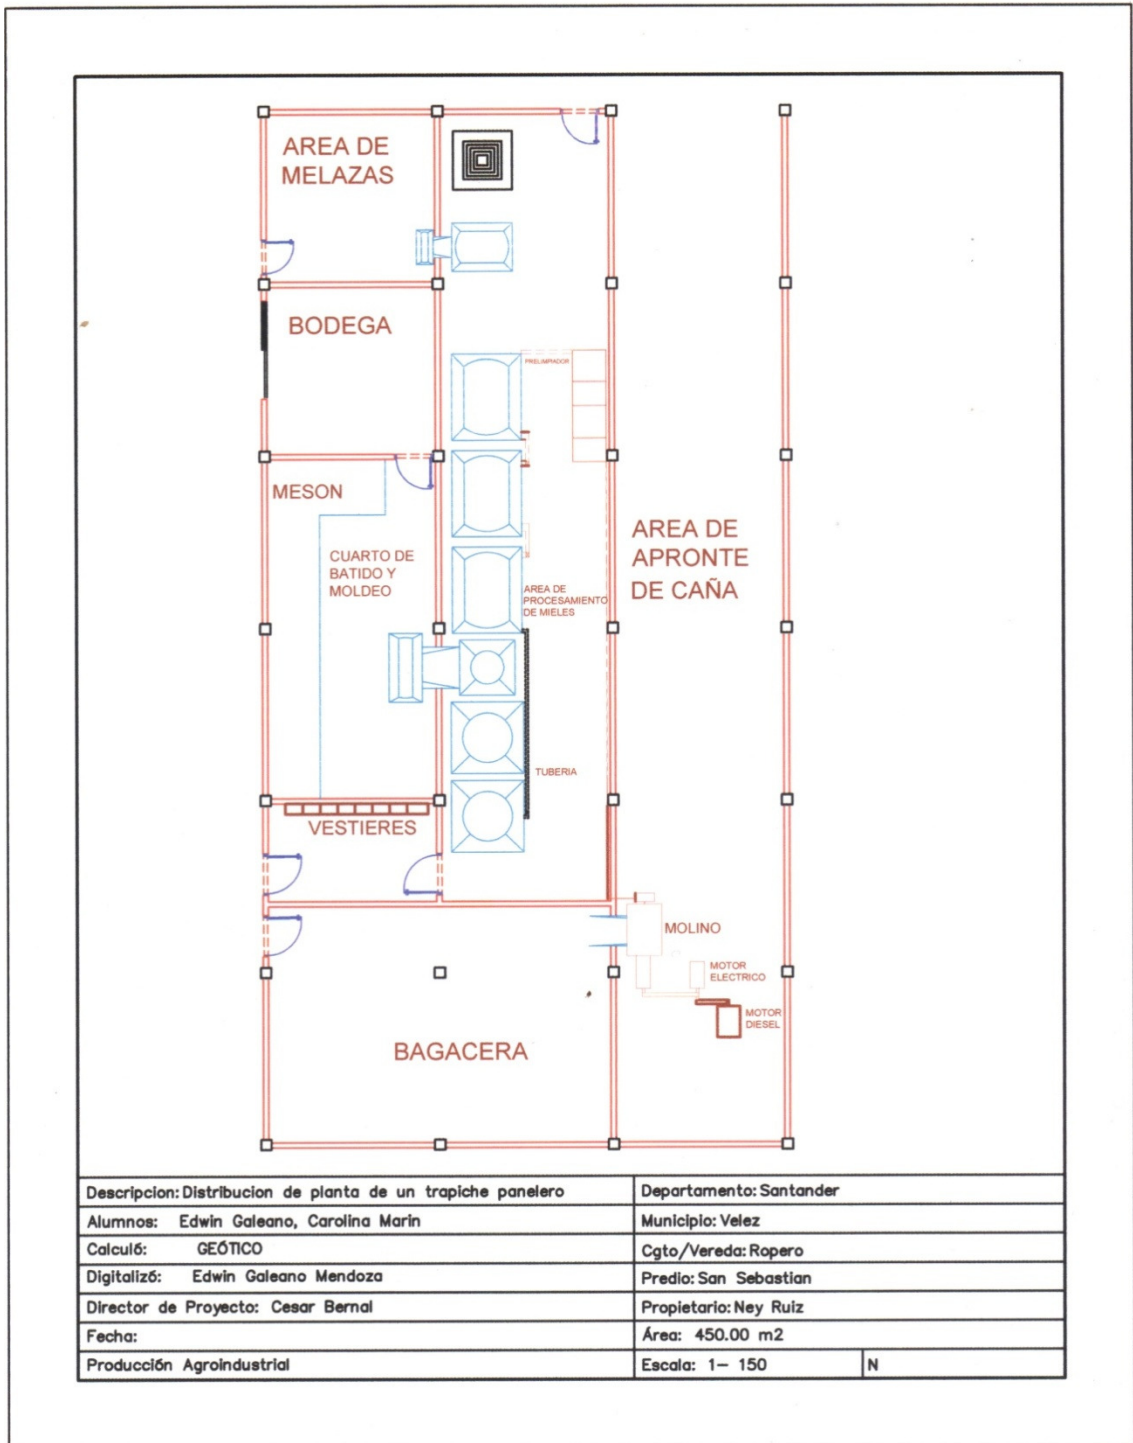 AREA DE
MELAZAS
BODEGA
PRELIMPIADOR
MESON
CUARTO DE
BATIDO Y
MOLDEO
AREA DE
PROCESAMIENTO
DE MIELES
AREA DE
APRONTE
DE CAÑA
TUBERIA
VESTIERES
MOLINO
MOTOR
ELECTRICO
MOTOR
DIESEL
BAGACERA
Descripcion: Distribucion de planta de un trapiche panelero
Departamento: Santander
Alumnos: Edwin Galeano, Carolina Marin
Municipio: Velez
Calculó: GEÓTICO
Cgto/Vereda: Ropero
Digitalizó: Edwin Galeano Mendoza
Predio: San Sebastian
Director de Proyecto: Cesar Bernal
Propietario: Ney Ruiz
Fecha:
Área: 450.00 m2
Producción Agroindustrial
Escala: 1- 150
N